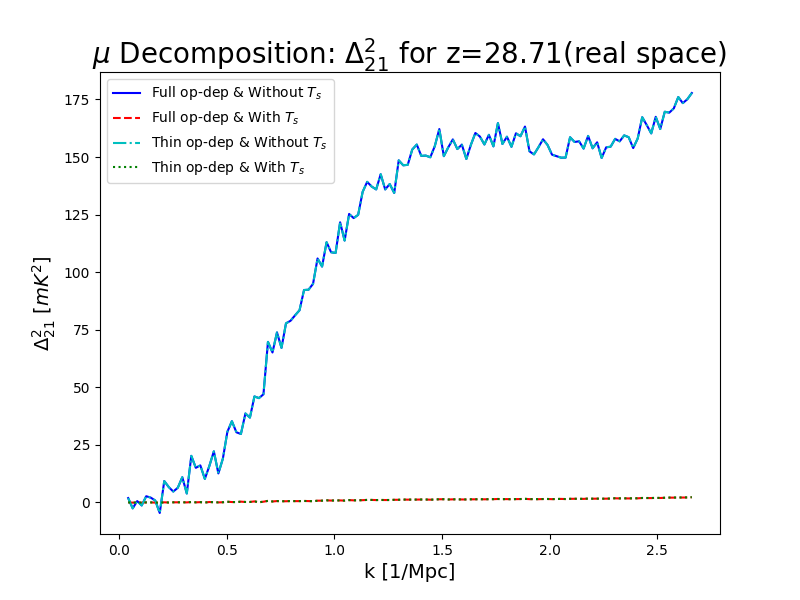 μ Decomposition: Δ²₂₁ for z=28.71(real space)
Full op-dep & Without Tₛ
Full op-dep & With Tₛ
Thin op-dep & Without Tₛ
Thin op-dep & With Tₛ
Δ²₂₁ [mK²]
175
150
125
100
75
50
25
0
0.0 0.5 1.0 1.5 2.0 2.5
k [1/Mpc]